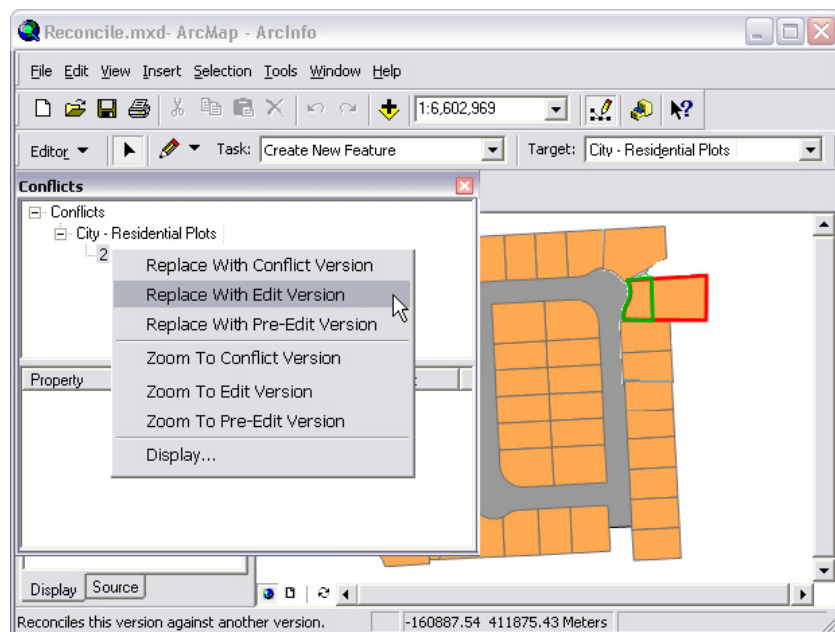 Reconcile.mxd- ArcMap - ArcInfo
File Edit View Insert Selection Tools Window Help
1:6,602,969
Editor Task: Create New Feature Target: City - Residential Plots
Conflicts
Conflicts
City - Residential Plots
2
Replace With Conflict Version
Replace With Edit Version
Replace With Pre-Edit Version
Zoom To Conflict Version
Property
Zoom To Edit Version
Zoom To Pre-Edit Version
Display...
Display Source
Reconciles this version against another version. -160887.54 411875.43 Meters